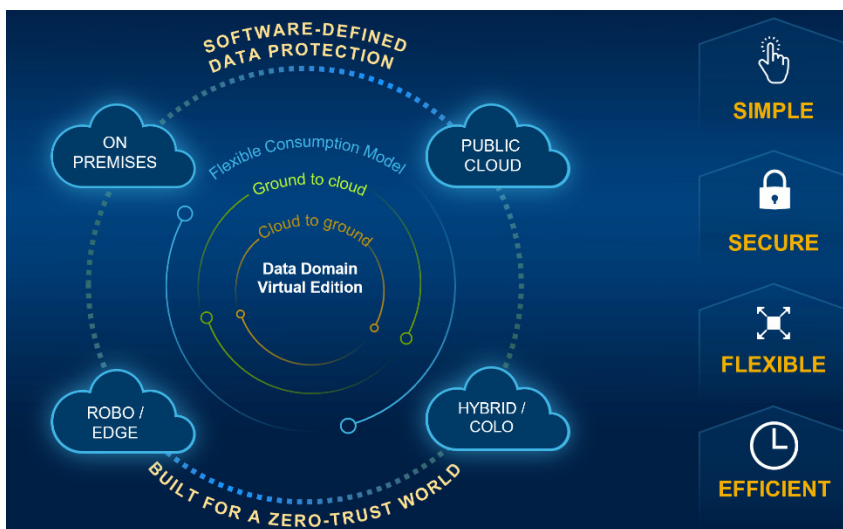 SOFTWARE-DEFINED
DATA PROTECTION
ON
PREMISES
PUBLIC
CLOUD
Flexible Consumption Model
Ground to cloud
Cloud to ground
Data Domain
Virtual Edition
ROBO /
EDGE
HYBRID /
COLO
BUILT FOR A ZERO-TRUST WORLD
SIMPLE
SECURE
FLEXIBLE
EFFICIENT